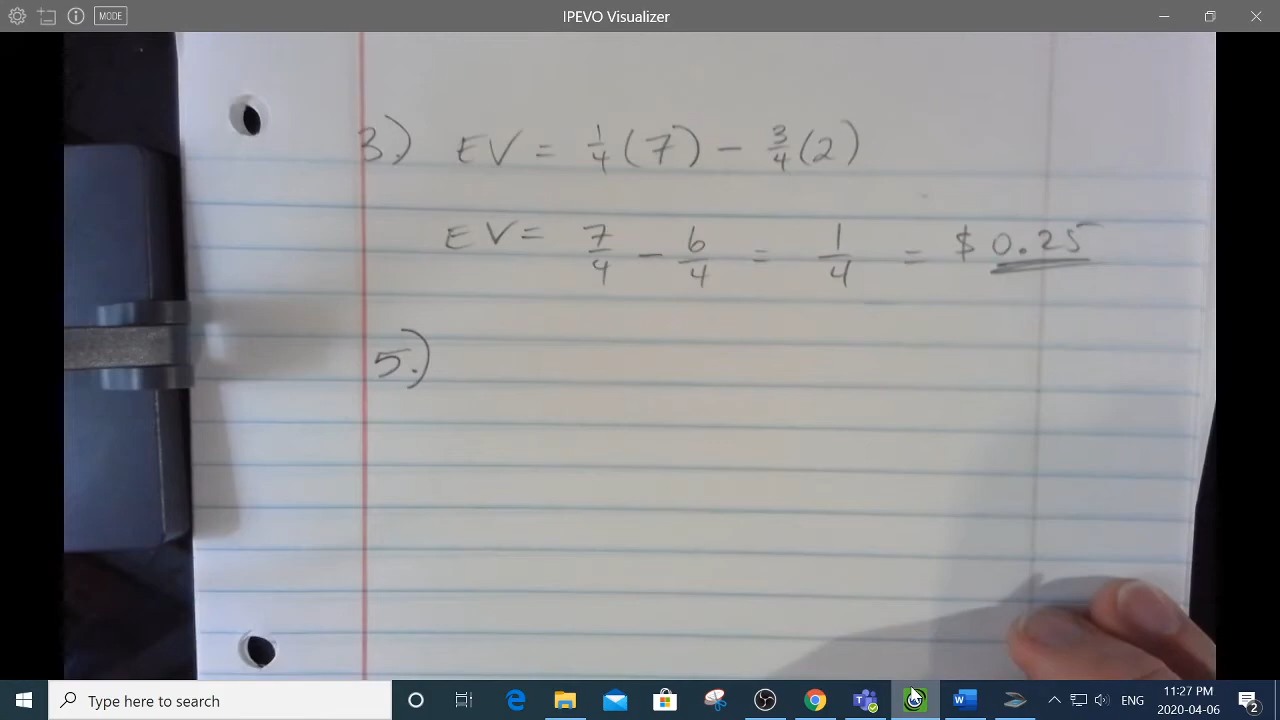 IPEVO Visualizer
MODE
3.) EV = 1/4 (7) - 3/4 (2)
EV = 7/4 - 6/4 = 1/4 = $ 0.25
5.)
Type here to search
ENG
11:27 PM
2020-04-06
2